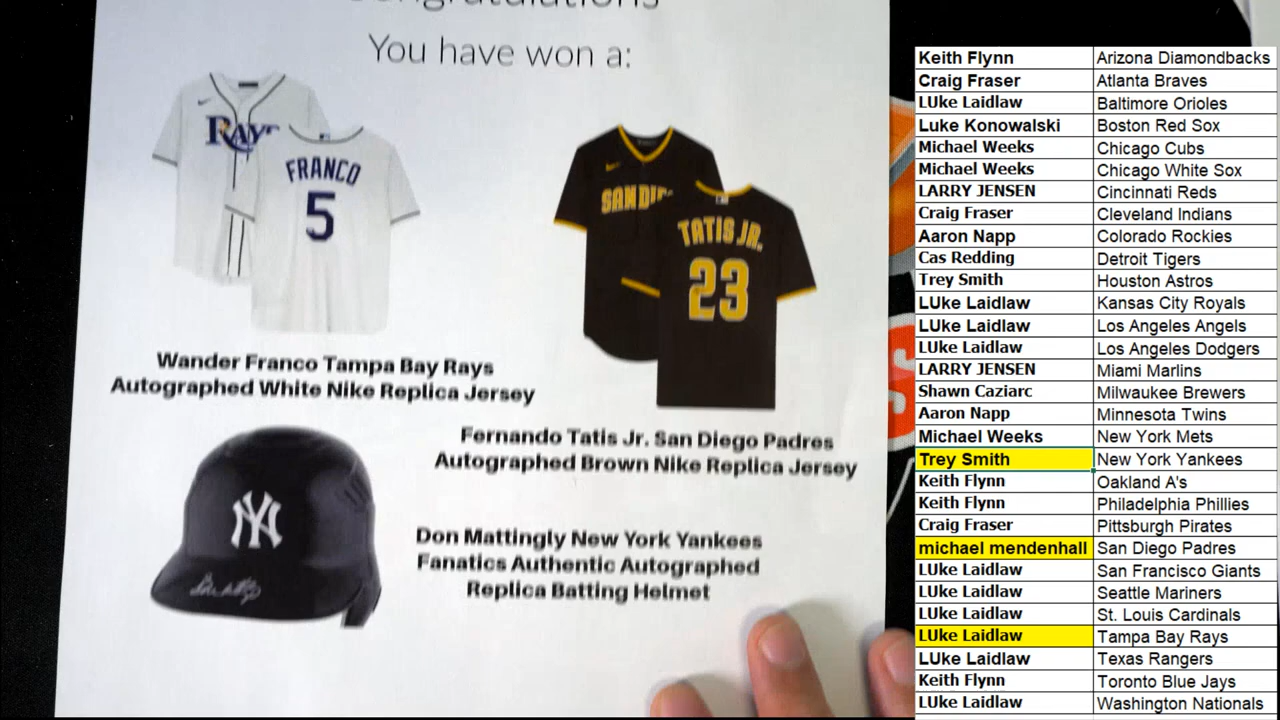 Congratulations
You have won a:
RAYS
FRANCO
5
SAN DIE
TATIS JR.
23
Wander Franco Tampa Bay Rays
Autographed White Nike Replica Jersey
Fernando Tatis Jr. San Diego Padres
Autographed Brown Nike Replica Jersey
NY
Don Mattingly New York Yankees
Fanatics Authentic Autographed
Replica Batting Helmet
Keith Flynn Arizona Diamondbacks
Craig Fraser Atlanta Braves
LUke Laidlaw Baltimore Orioles
Luke Konowalski Boston Red Sox
Michael Weeks Chicago Cubs
Michael Weeks Chicago White Sox
LARRY JENSEN Cincinnati Reds
Craig Fraser Cleveland Indians
Aaron Napp Colorado Rockies
Cas Redding Detroit Tigers
Trey Smith Houston Astros
LUke Laidlaw Kansas City Royals
LUke Laidlaw Los Angeles Angels
LUke Laidlaw Los Angeles Dodgers
LARRY JENSEN Miami Marlins
Shawn Caziarc Milwaukee Brewers
Aaron Napp Minnesota Twins
Michael Weeks New York Mets
Trey Smith New York Yankees
Keith Flynn Oakland A's
Keith Flynn Philadelphia Phillies
Craig Fraser Pittsburgh Pirates
michael mendenhall San Diego Padres
LUke Laidlaw San Francisco Giants
LUke Laidlaw Seattle Mariners
LUke Laidlaw St. Louis Cardinals
LUke Laidlaw Tampa Bay Rays
LUke Laidlaw Texas Rangers
Keith Flynn Toronto Blue Jays
LUke Laidlaw Washington Nationals